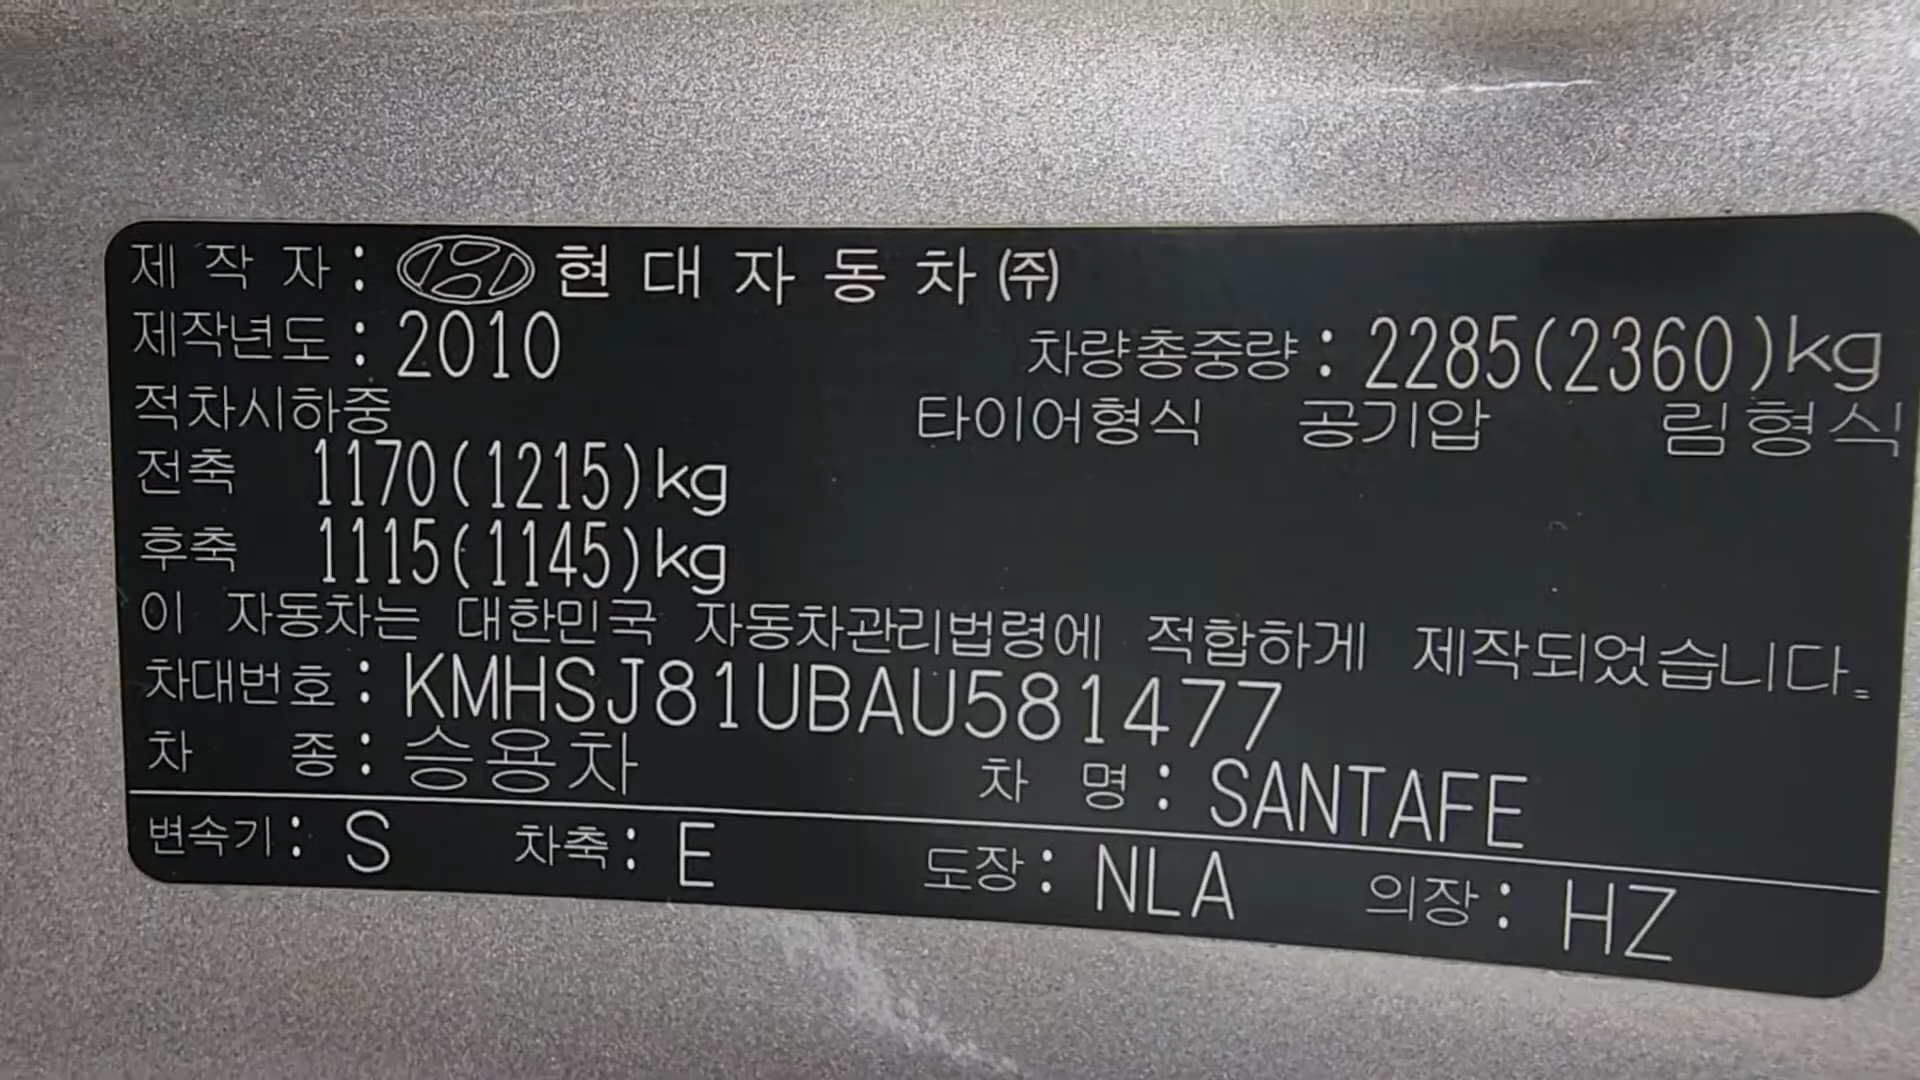 제 작 자 : 현 대 자 동 차 ㈜
제작년도 : 2010 차량총중량 : 2285(2360)kg
적차시하중 타이어형식 공기압 림형식
전축 1170(1215)kg
후축 1115(1145)kg
이 자동차는 대한민국 자동차관리법령에 적합하게 제작되었습니다.
차대번호 : KMHSJ81UBAU581477
차 종 : 승용차 차 명 : SANTAFE
변속기 : S 차축 : E 도장 : NLA 의장 : HZ